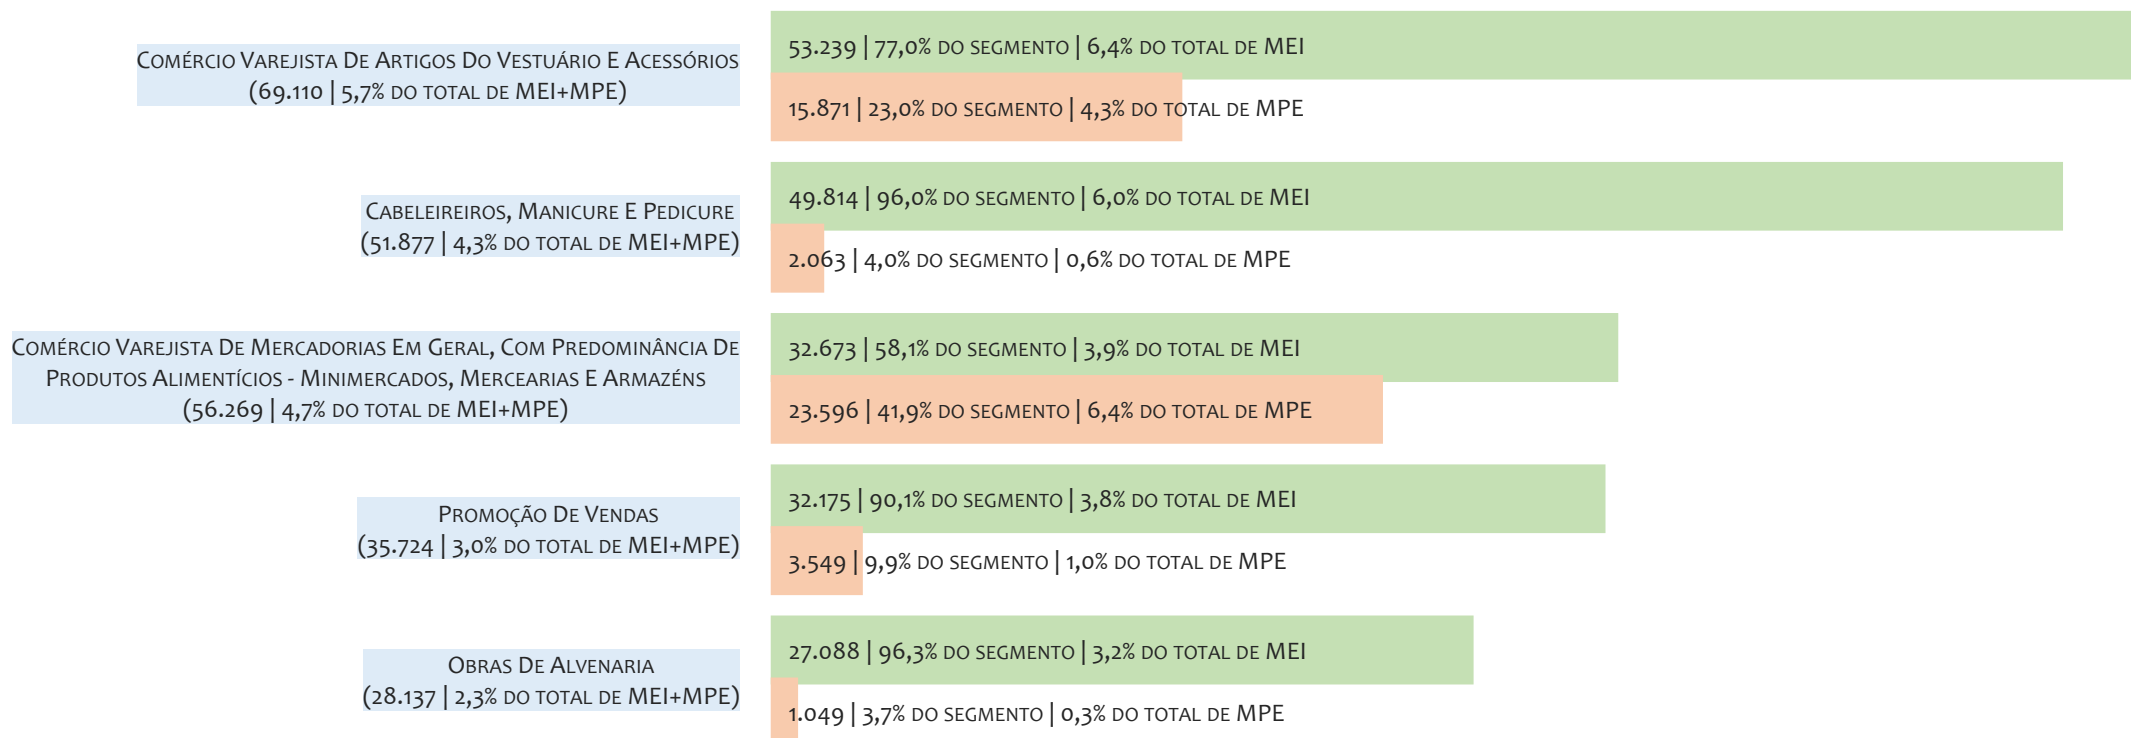 Comércio Varejista De Artigos Do Vestuário E Acessórios
(69.110 | 5,7% do total de MEI+MPE)
53.239 | 77,0% do segmento | 6,4% do total de MEI
15.871 | 23,0% do segmento | 4,3% do total de MPE
Cabeleireiros, Manicure E Pedicure
(51.877 | 4,3% do total de MEI+MPE)
49.814 | 96,0% do segmento | 6,0% do total de MEI
2.063 | 4,0% do segmento | 0,6% do total de MPE
Comércio Varejista De Mercadorias Em Geral, Com Predominância De
Produtos Alimentícios - Minimercados, Mercearias E Armazéns
(56.269 | 4,7% do total de MEI+MPE)
32.673 | 58,1% do segmento | 3,9% do total de MEI
23.596 | 41,9% do segmento | 6,4% do total de MPE
Promoção De Vendas
(35.724 | 3,0% do total de MEI+MPE)
32.175 | 90,1% do segmento | 3,8% do total de MEI
3.549 | 9,9% do segmento | 1,0% do total de MPE
Obras De Alvenaria
(28.137 | 2,3% do total de MEI+MPE)
27.088 | 96,3% do segmento | 3,2% do total de MEI
1.049 | 3,7% do segmento | 0,3% do total de MPE